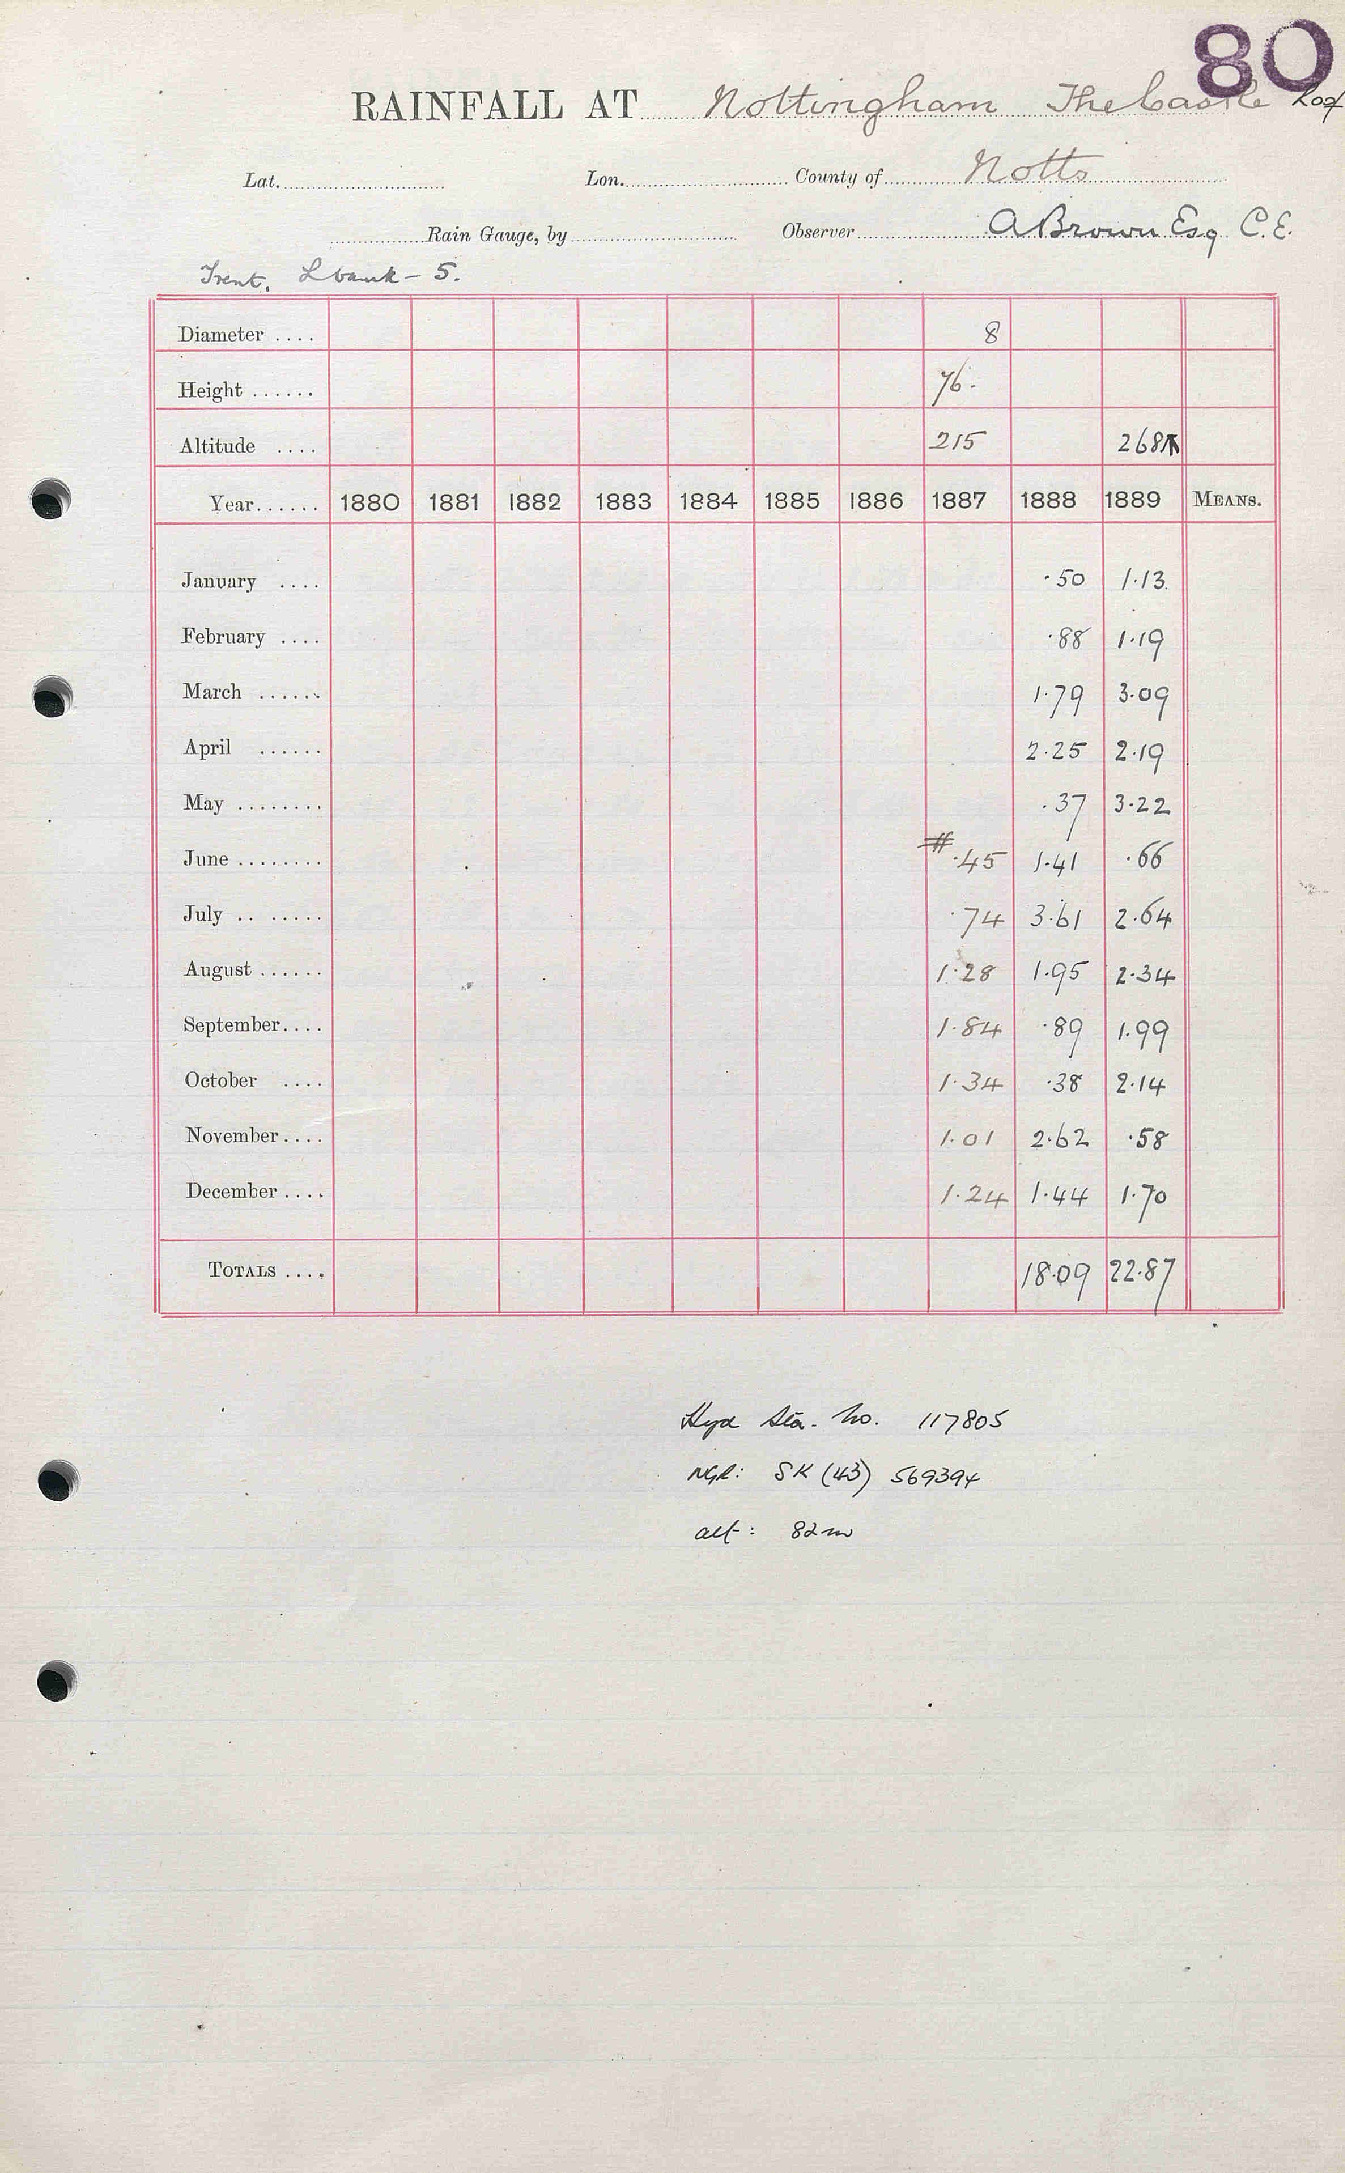 80
RAINFALL AT Nottingham The Castle Roof
Lat. Lon. County of Notts
Rain Gauge, by Observer A Brown Esq C.E.
Trent, L bank - 5.
Diameter .... 8
Height ...... 76.
Altitude .... 215 268
Year...... 1880 1881 1882 1883 1884 1885 1886 1887 1888 1889 MEANS.
January .... .50 1.13
February .... .88 1.19
March ...... 1.79 3.09
April ...... 2.25 2.19
May ........ .37 3.22
June ........ # .45 1.41 .66
July .. ..... .74 3.61 2.64
August ...... 1.28 1.95 2.34
September.... 1.84 .89 1.99
October .... 1.34 .38 2.14
November.... 1.01 2.62 .58
December .... 1.24 1.44 1.70
TOTALS .... 18.09 22.87
Hyd Sta. No. 117805
NGR: SK (43) 569394
alt: 82m